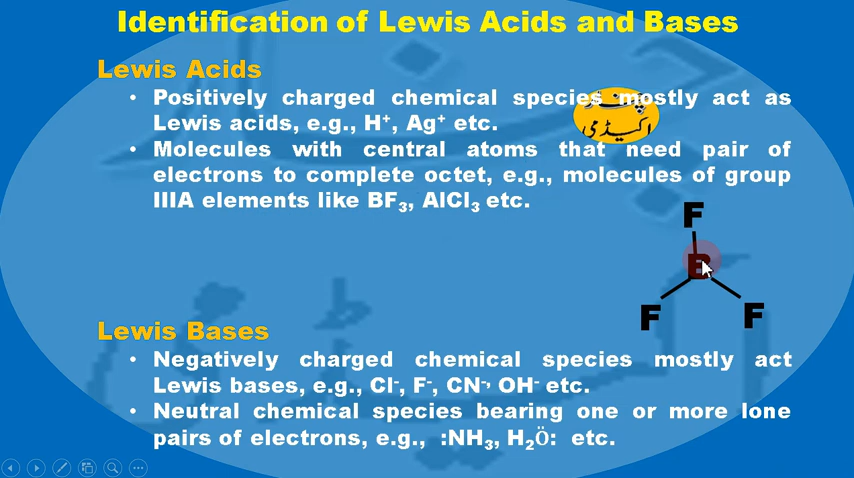 Identification of Lewis Acids and Bases
Lewis Acids
• Positively charged chemical species mostly act as
Lewis acids, e.g., H⁺, Ag⁺ etc.
• Molecules with central atoms that need pair of
electrons to complete octet, e.g., molecules of group
IIIA elements like BF₃, AlCl₃ etc.
اکیڈمی
F
B
F F
Lewis Bases
• Negatively charged chemical species mostly act
Lewis bases, e.g., Cl⁻, F⁻, CN⁻, OH⁻ etc.
• Neutral chemical species bearing one or more lone
pairs of electrons, e.g., :NH₃, H₂Ö: etc.